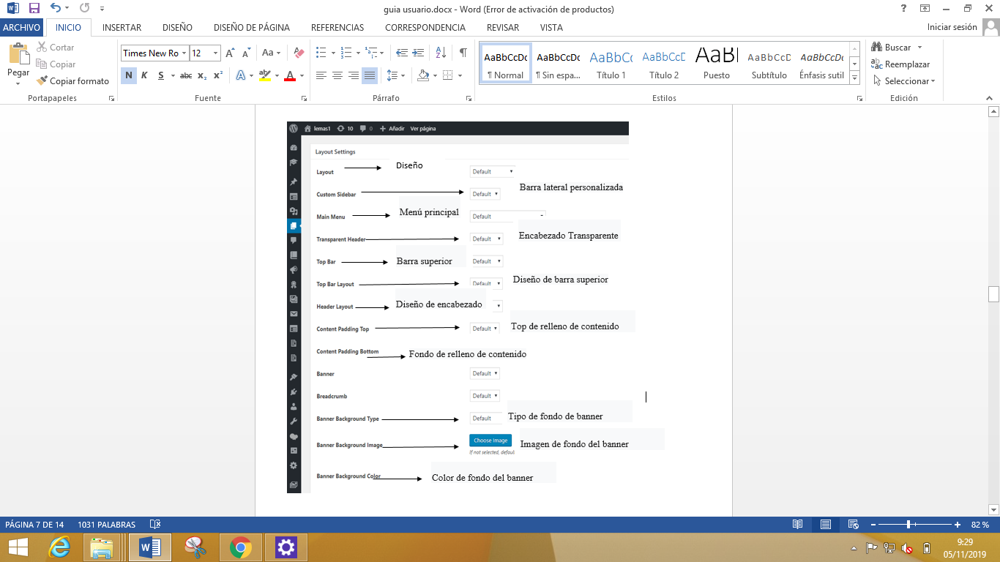 guia usuario.docx - Word (Error de activación de productos)
ARCHIVO INICIO INSERTAR DISEÑO DISEÑO DE PÁGINA REFERENCIAS CORRESPONDENCIA REVISAR VISTA Iniciar sesión
Pegar
Cortar
Copiar
Copiar formato
Portapapeles
Times New Ro 12
Aa
N K S abc x₂ x²
A A
Fuente
Párrafo
AaBbCcDc AaBbCcDc AaBbCc AaBbCcD AaB AaBbCcD AaBbCcDc
¶ Normal ¶ Sin espa... Título 1 Título 2 Puesto Subtítulo Énfasis sutil
Estilos
Buscar
Reemplazar
Seleccionar
Edición
lemas1 10 0 Añadir Ver página
Layout Settings
Layout Diseño Default
Custom Sidebar Default Barra lateral personalizada
Main Menu Menú principal Default
Transparent Header Default Encabezado Transparente
Top Bar Barra superior Default
Top Bar Layout Default Diseño de barra superior
Header Layout Diseño de encabezado
Content Padding Top Default Top de relleno de contenido
Content Padding Bottom Fondo de relleno de contenido
Banner Default
Breadcrumb Default
Banner Background Type Default Tipo de fondo de banner
Banner Background Image Choose Image Imagen de fondo del banner
If not selected, defaul
Banner Background Color Color de fondo del banner
PÁGINA 7 DE 14 1031 PALABRAS 82 %
9:29
05/11/2019